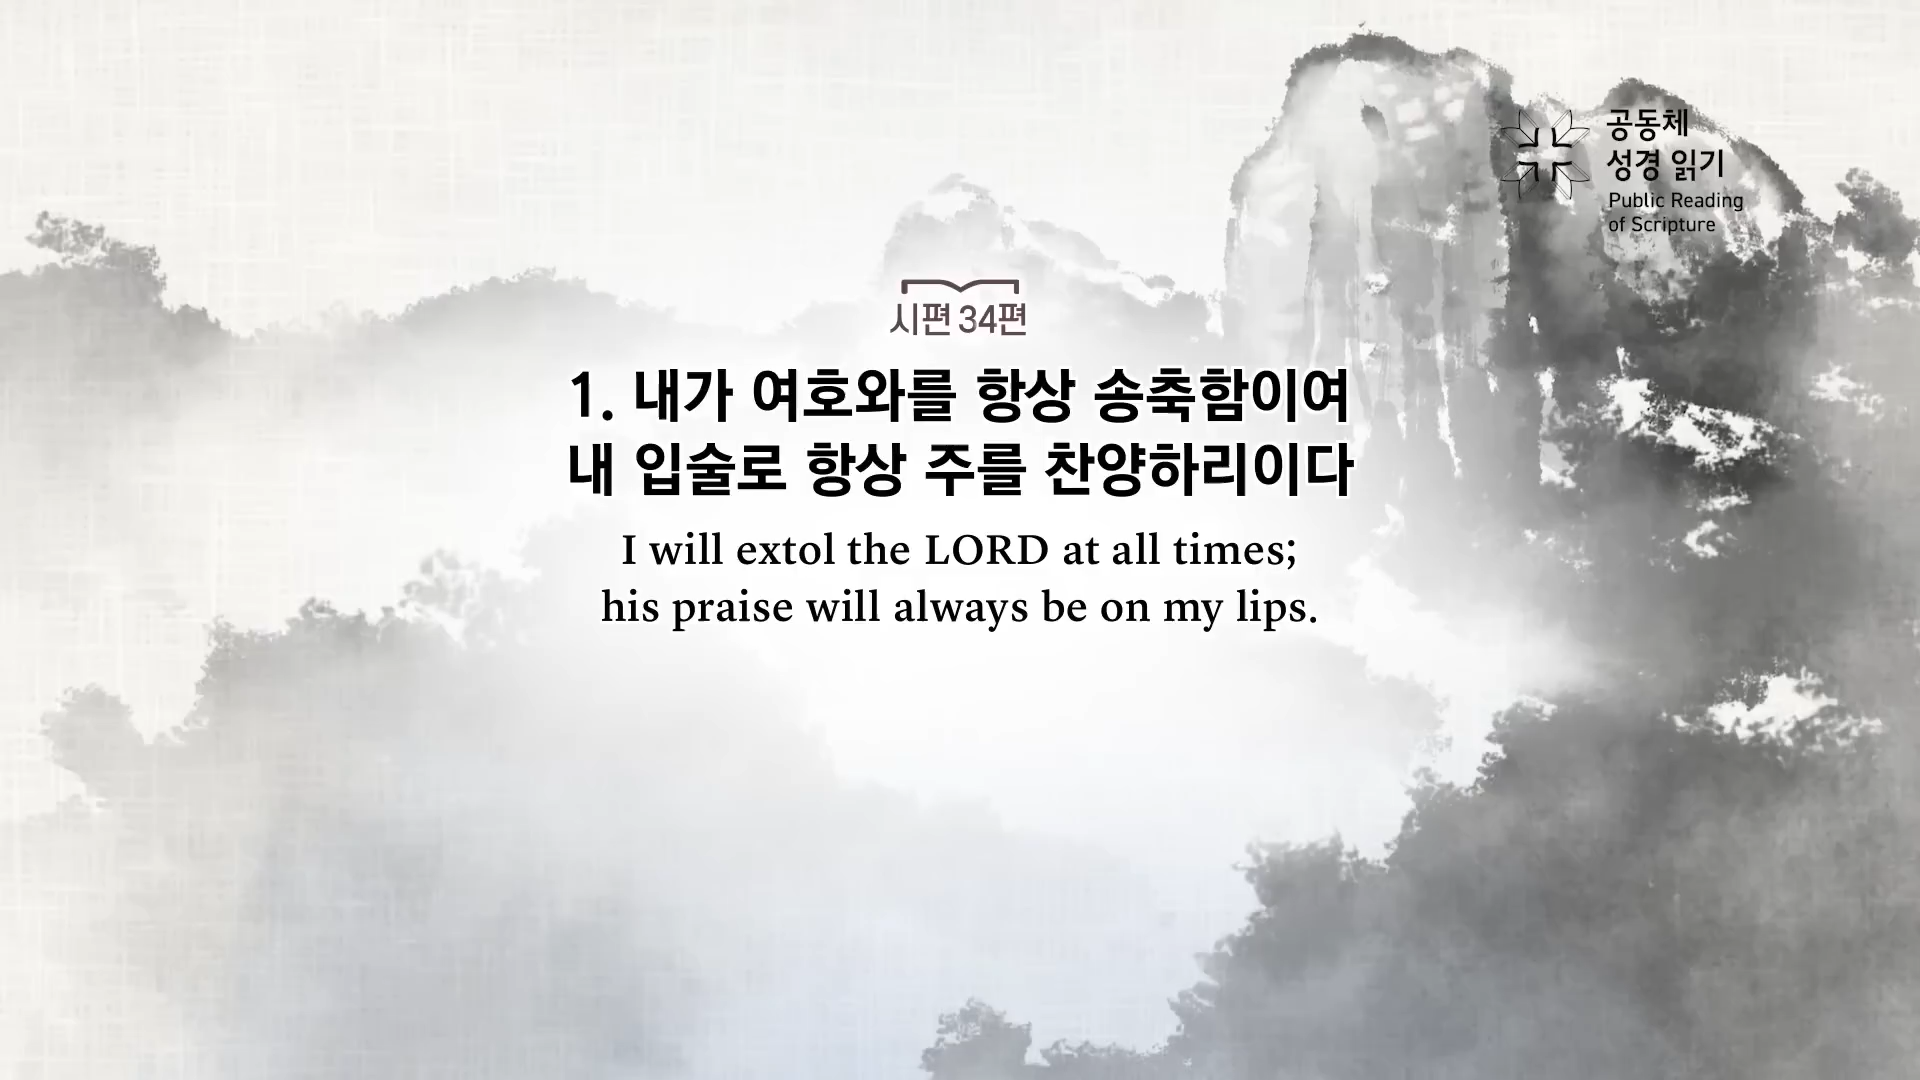 공동체
성경 읽기
Public Reading
of Scripture
시편 34편
1. 내가 여호와를 항상 송축함이여
내 입술로 항상 주를 찬양하리이다
I will extol the LORD at all times;
his praise will always be on my lips.